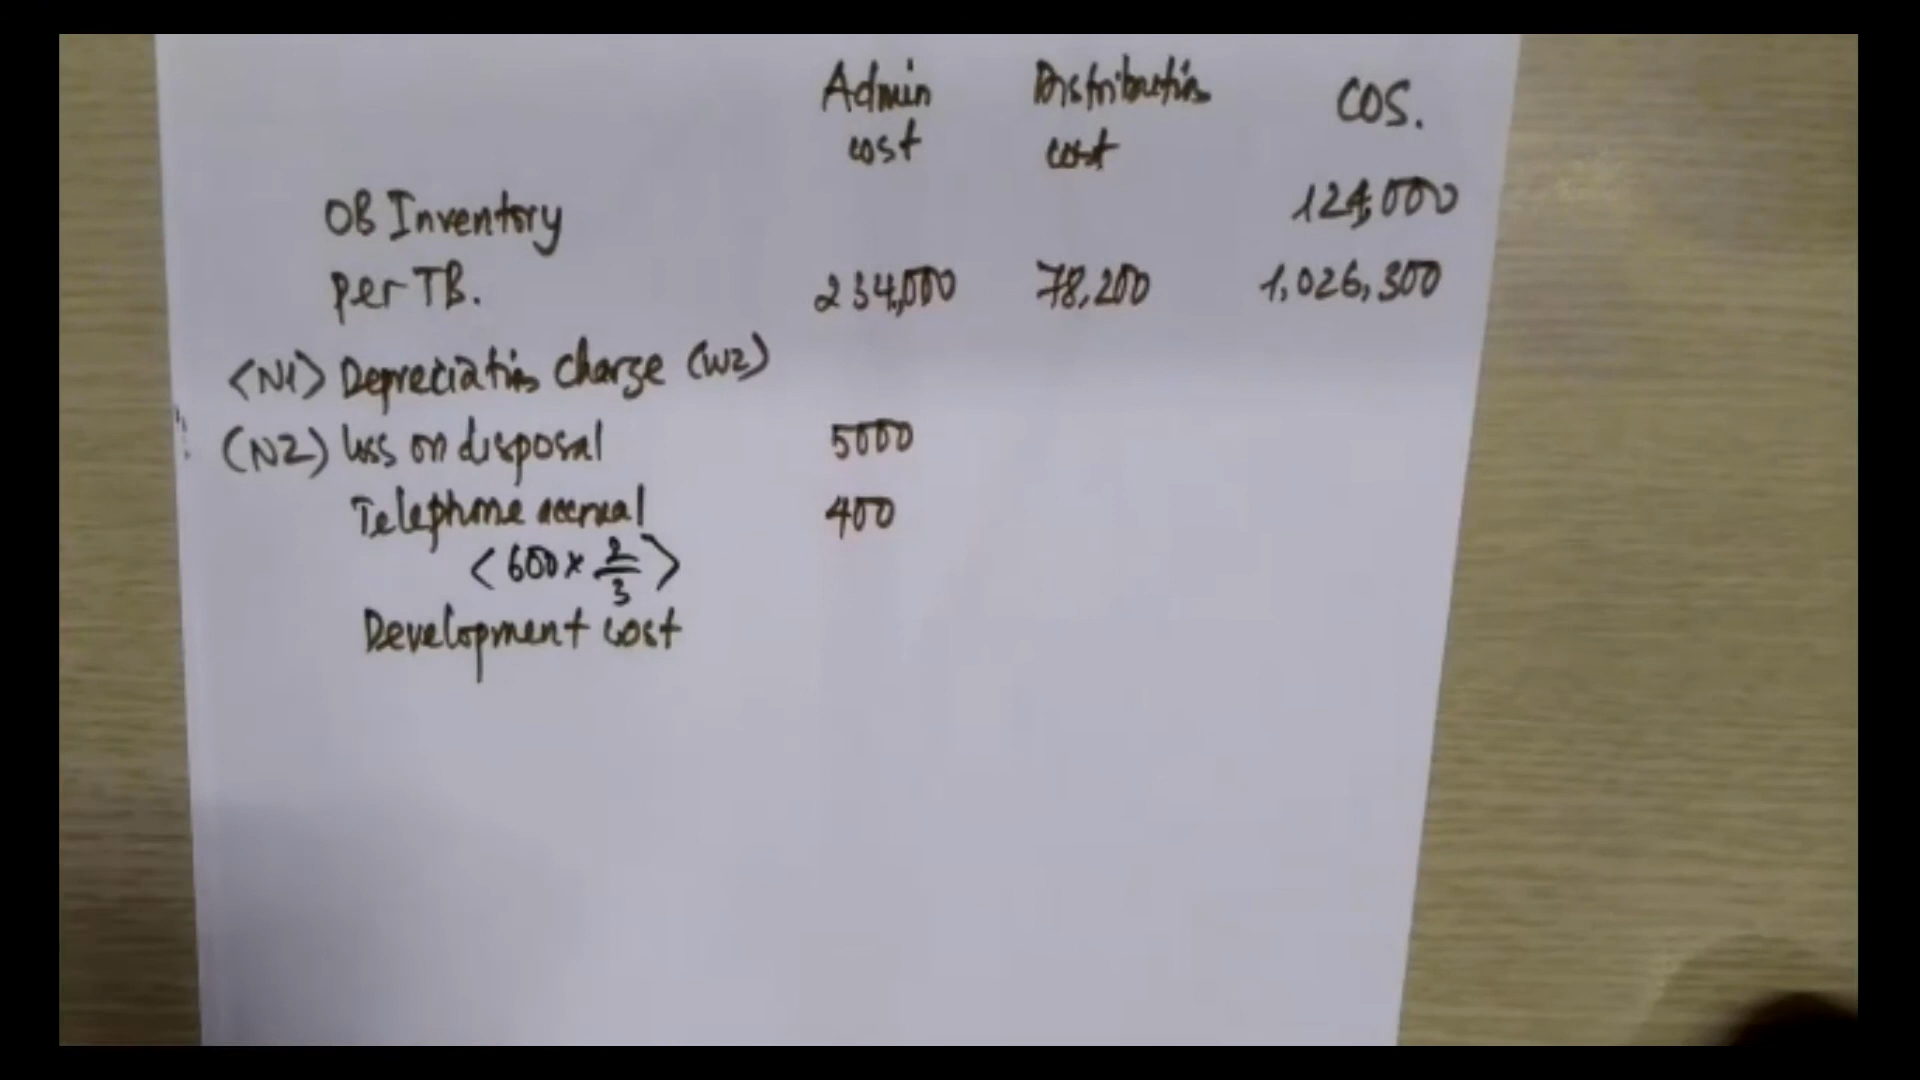 Admin cost Distribution cost COS.
OB Inventory 124,000
per TB. 234,000 78,200 1,026,300
<N1> Depreciation charge (W2)
(N2) loss on disposal 5000
Telephone accrual 400
<600 x 2/3>
Development cost